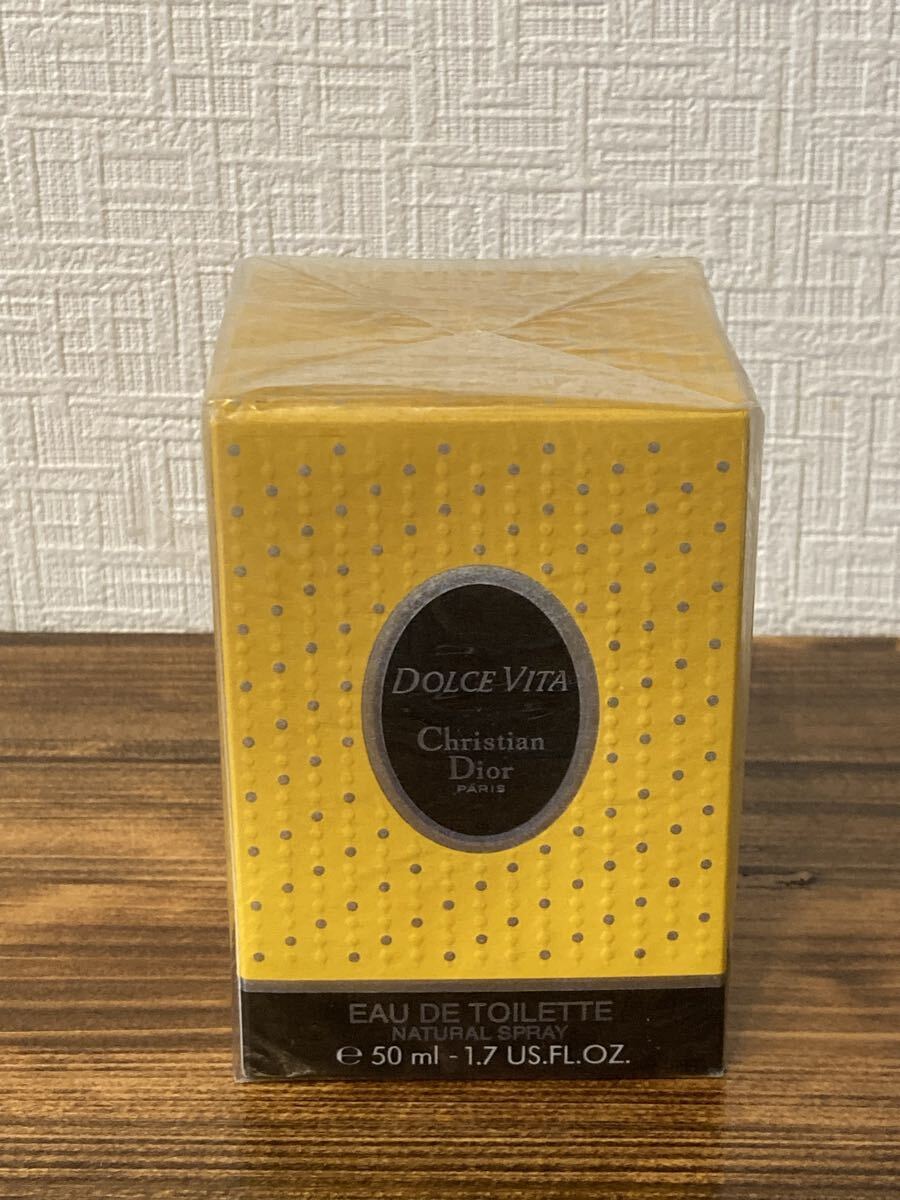 DOLCE VITA
Christian
Dior
PARIS
EAU DE TOILETTE
NATURAL SPRAY
℮ 50 ml - 1.7 US.FL.OZ.